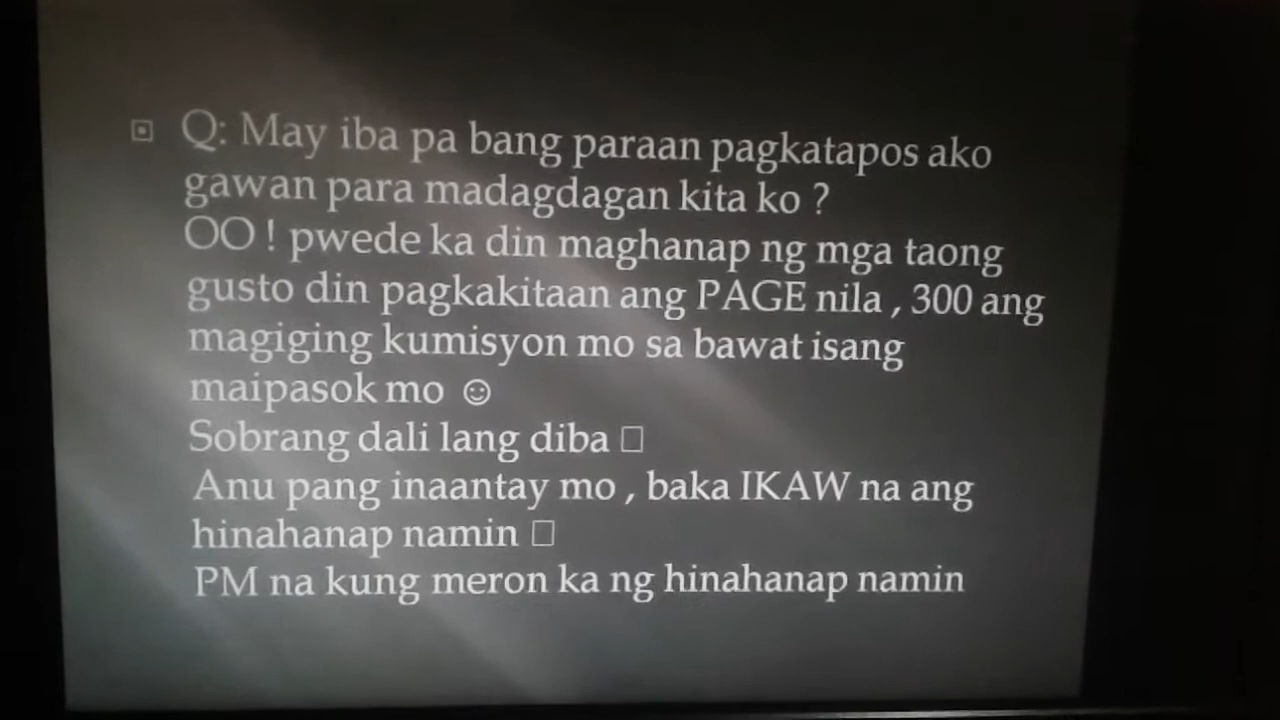 Q: May iba pa bang paraan pagkatapos ako
gawan para madagdagan kita ko ?
OO ! pwede ka din maghanap ng mga taong
gusto din pagkakitaan ang PAGE nila , 300 ang
magiging kumisyon mo sa bawat isang
maipasok mo ☺
Sobrang dali lang diba □
Anu pang inaantay mo , baka IKAW na ang
hinahanap namin □
PM na kung meron ka ng hinahanap namin